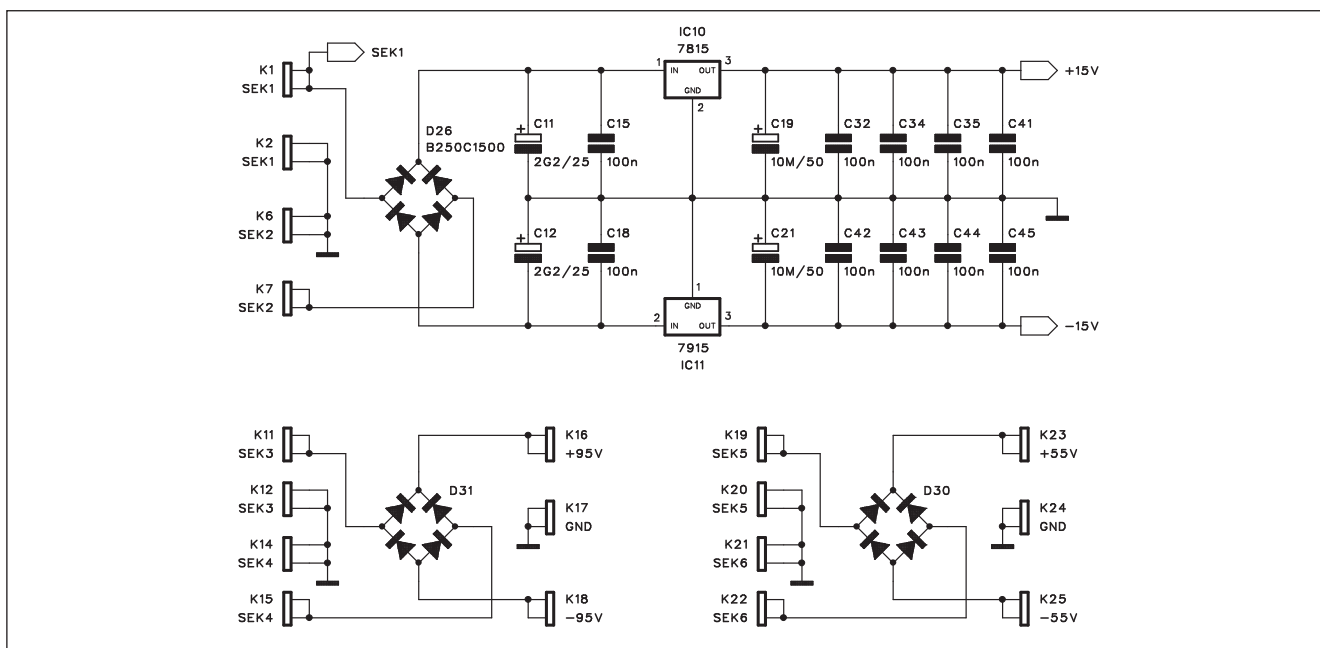 IC10
7815
SEK1
K1
SEK1
1
IN OUT
GND
3
2
+15V
K2
SEK1
D26
B250C1500
+ C11
2G2/25
C15
100n
+ C19
10M/50
C32
100n
C34
100n
C35
100n
C41
100n
K6
SEK2
+ C12
2G2/25
C18
100n
+ C21
10M/50
C42
100n
C43
100n
C44
100n
C45
100n
K7
SEK2
1
GND
2
IN OUT
3
-15V
7915
IC11
K11
SEK3
K16
+95V
K12
SEK3
D31
K17
GND
K14
SEK4
K15
SEK4
K18
-95V
K19
SEK5
K23
+55V
K20
SEK5
D30
K24
GND
K21
SEK6
K22
SEK6
K25
-55V